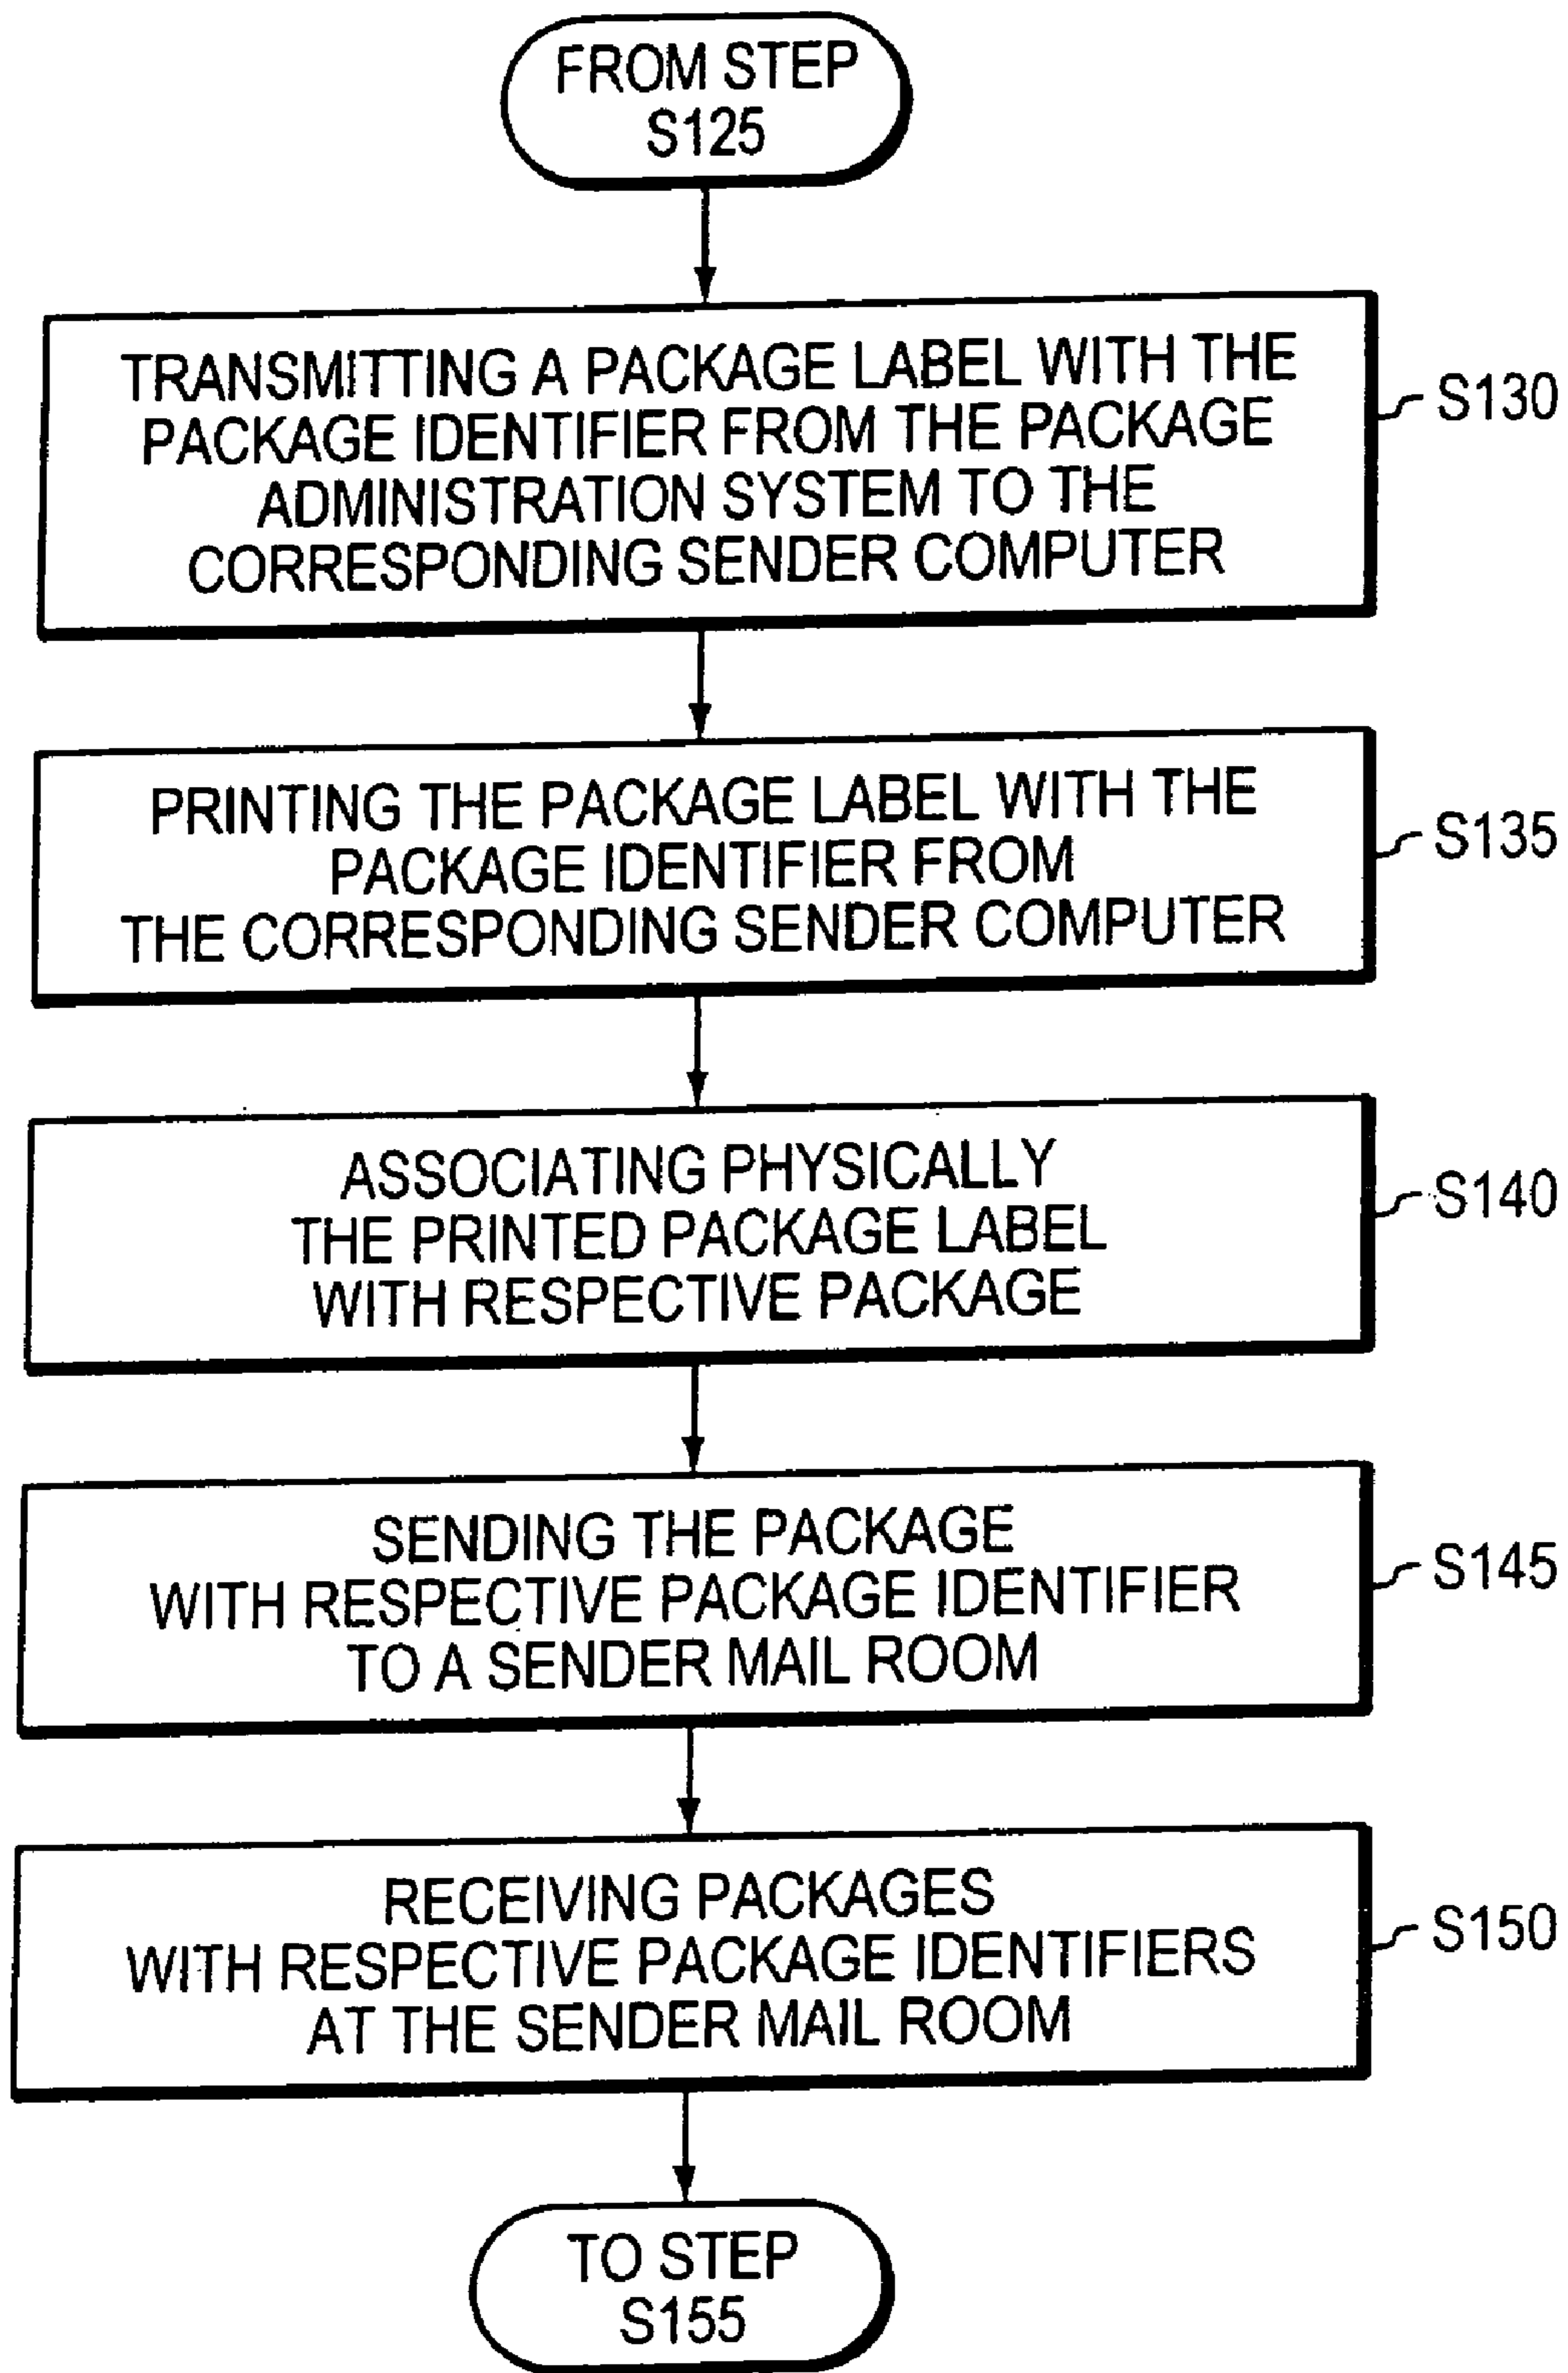 FROM STEP
S125
TRANSMITTING A PACKAGE LABEL WITH THE
PACKAGE IDENTIFIER FROM THE PACKAGE
ADMINISTRATION SYSTEM TO THE
CORRESPONDING SENDER COMPUTER
S130
PRINTING THE PACKAGE LABEL WITH THE
PACKAGE IDENTIFIER FROM
THE CORRESPONDING SENDER COMPUTER
S135
ASSOCIATING PHYSICALLY
THE PRINTED PACKAGE LABEL
WITH RESPECTIVE PACKAGE
S140
SENDING THE PACKAGE
WITH RESPECTIVE PACKAGE IDENTIFIER
TO A SENDER MAIL ROOM
S145
RECEIVING PACKAGES
WITH RESPECTIVE PACKAGE IDENTIFIERS
AT THE SENDER MAIL ROOM
S150
TO STEP
S155